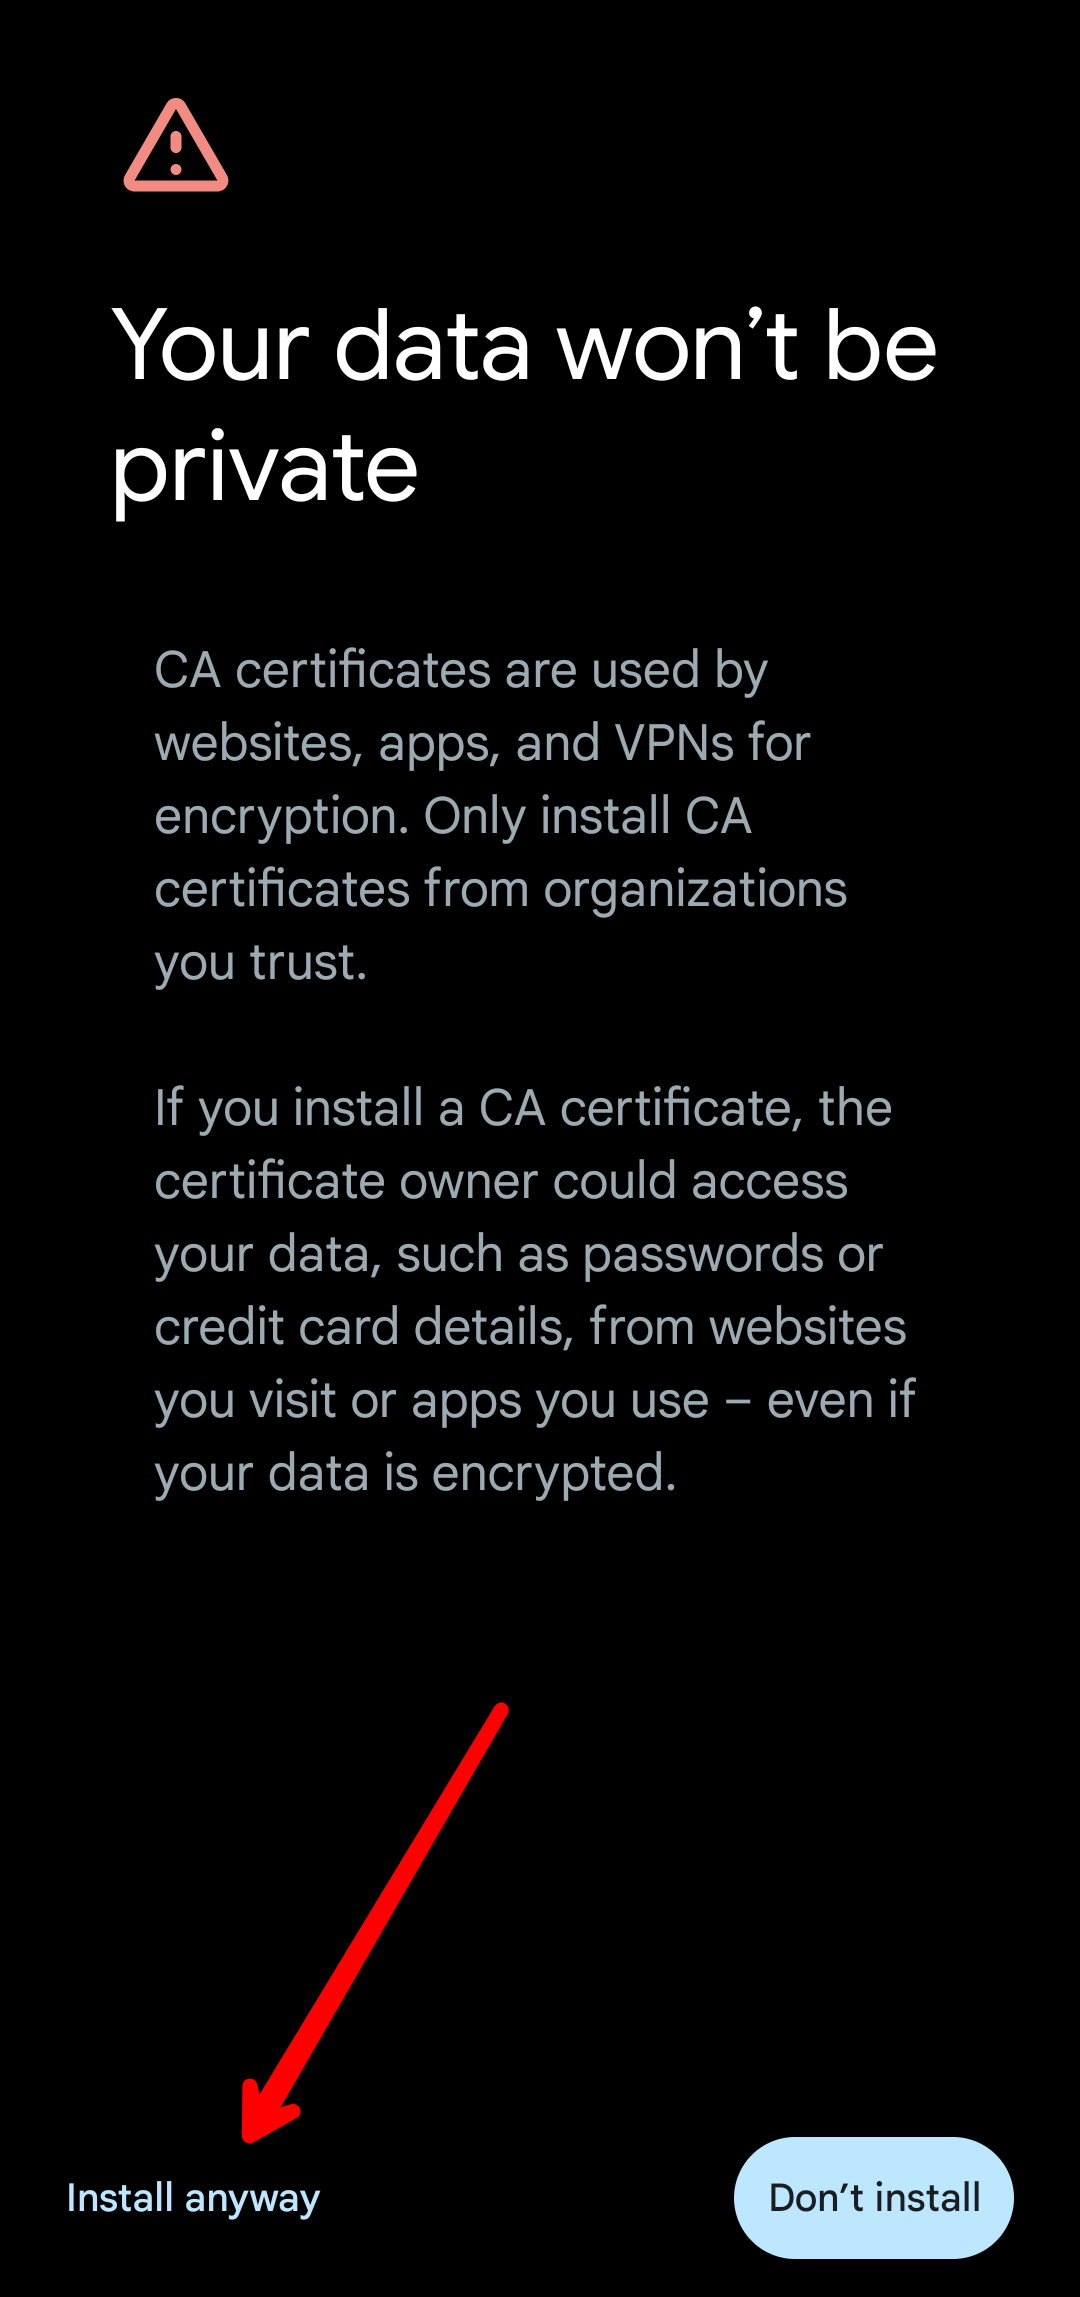 Your data won’t be
private
CA certificates are used by
websites, apps, and VPNs for
encryption. Only install CA
certificates from organizations
you trust.
If you install a CA certificate, the
certificate owner could access
your data, such as passwords or
credit card details, from websites
you visit or apps you use – even if
your data is encrypted.
Install anyway
Don’t install